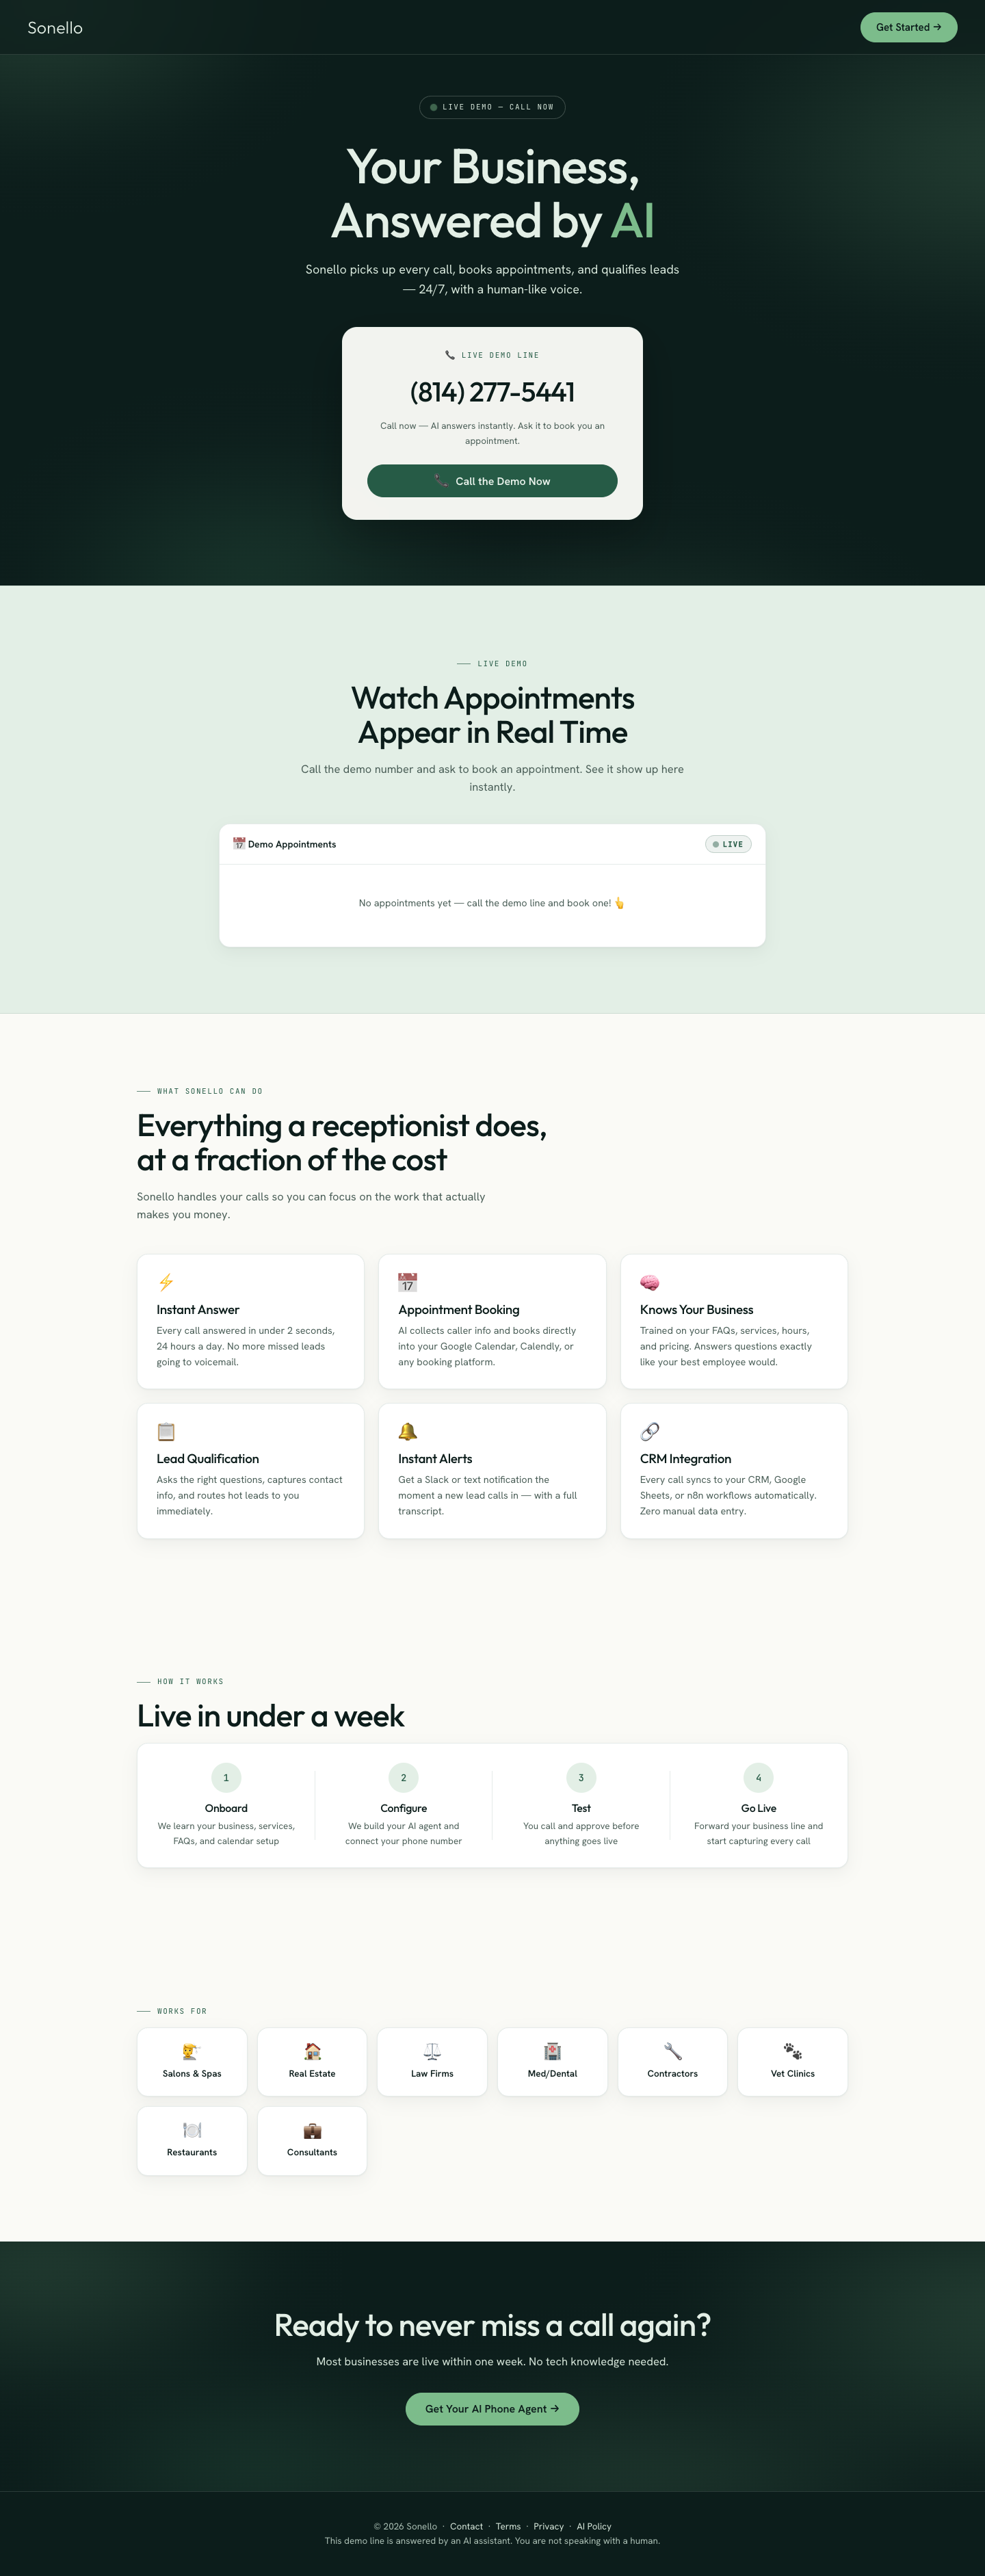 Sonello
Get Started →
LIVE DEMO — CALL NOW
Your Business,
Answered by AI
Sonello picks up every call, books appointments, and qualifies leads
— 24/7, with a human-like voice.
LIVE DEMO LINE
(814) 277-5441
Call now — AI answers instantly. Ask it to book you an
appointment.
Call the Demo Now
LIVE DEMO
Watch Appointments
Appear in Real Time
Call the demo number and ask to book an appointment. See it show up here
instantly.
Demo Appointments
LIVE
No appointments yet — call the demo line and book one!
WHAT SONELLO CAN DO
Everything a receptionist does,
at a fraction of the cost
Sonello handles your calls so you can focus on the work that actually
makes you money.
Instant Answer
Every call answered in under 2 seconds,
24 hours a day. No more missed leads
going to voicemail.
17
Appointment Booking
AI collects caller info and books directly
into your Google Calendar, Calendly, or
any booking platform.
Knows Your Business
Trained on your FAQs, services, hours,
and pricing. Answers questions exactly
like your best employee would.
Lead Qualification
Asks the right questions, captures contact
info, and routes hot leads to you
immediately.
Instant Alerts
Get a Slack or text notification the
moment a new lead calls in — with a full
transcript.
CRM Integration
Every call syncs to your CRM, Google
Sheets, or n8n workflows automatically.
Zero manual data entry.
HOW IT WORKS
Live in under a week
1
Onboard
We learn your business, services,
FAQs, and calendar setup
2
Configure
We build your AI agent and
connect your phone number
3
Test
You call and approve before
anything goes live
4
Go Live
Forward your business line and
start capturing every call
WORKS FOR
Salons & Spas
Real Estate
Law Firms
Med/Dental
Contractors
Vet Clinics
Restaurants
Consultants
Ready to never miss a call again?
Most businesses are live within one week. No tech knowledge needed.
Get Your AI Phone Agent →
© 2026 Sonello · Contact · Terms · Privacy · AI Policy
This demo line is answered by an AI assistant. You are not speaking with a human.